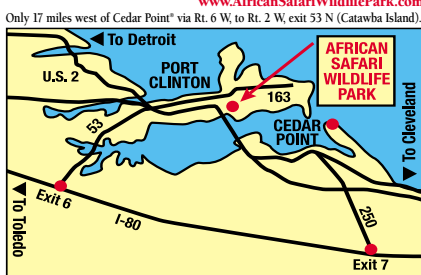 www.AfricanSafariWildlifePark.com
Only 17 miles west of Cedar Point® via Rt. 6 W, to Rt. 2 W, exit 53 N (Catawba Island).
To Detroit
U.S. 2
PORT
CLINTON
AFRICAN
SAFARI
WILDLIFE
PARK
163
53
CEDAR
POINT
To Cleveland
Exit 6
To Toledo
I-80
250
Exit 7